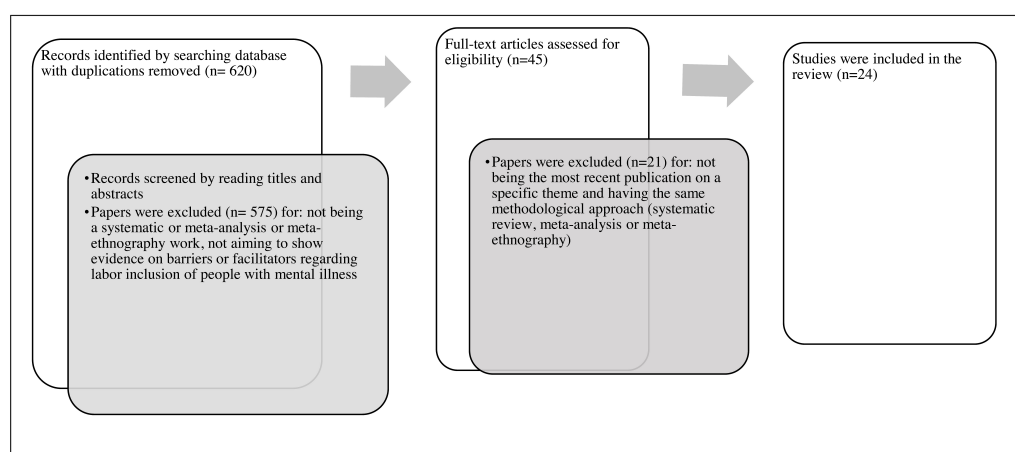 Records identified by searching database
with duplications removed (n= 620)
•Records screened by reading titles and
abstracts
•Papers were excluded (n= 575) for: not being
a systematic or meta-analysis or meta-
ethnography work, not aiming to show
evidence on barriers or facilitators regarding
labor inclusion of people with mental illness
Full-text articles assessed for
eligibility (n=45)
•Papers were excluded (n=21) for: not
being the most recent publication on a
specific theme and having the same
methodological approach (systematic
review, meta-analysis or meta-
ethnography)
Studies were included in the
review (n=24)